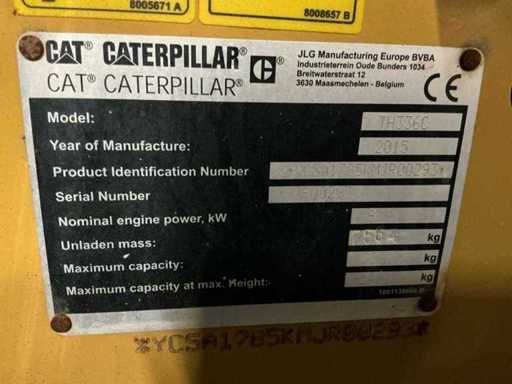 8005671 A
8008657 B
CAT CATERPILLAR
CAT® CATERPILLAR®
JLG Manufacturing Europe BVBA
Industrieterrein Oude Bunders 1034
Breitwaterstraat 12
3630 Maasmechelen - Belgium
CE
Model: TH336C
Year of Manufacture: 2015
Product Identification Number
Serial Number
Nominal engine power, kW
Unladen mass: kg
Maximum capacity: kg
Maximum capacity at max. Height: kg
*YCSA1785KMJR00293*